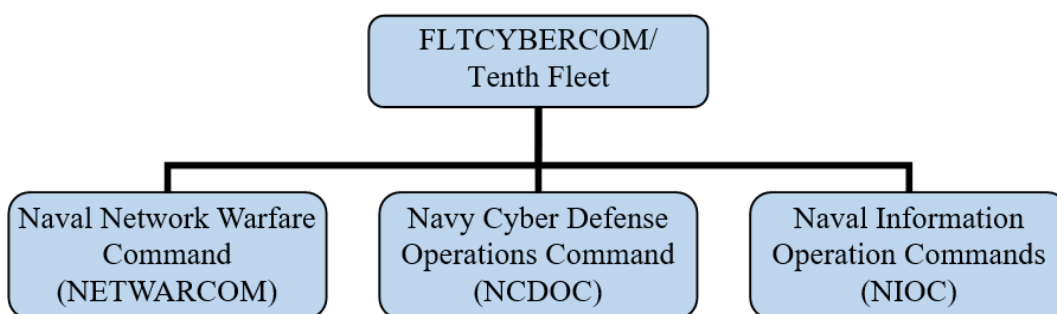 FLTCYBERCOM/
Tenth Fleet
Naval Network Warfare
Command
(NETWARCOM)
Navy Cyber Defense
Operations Command
(NCDOC)
Naval Information
Operation Commands
(NIOC)